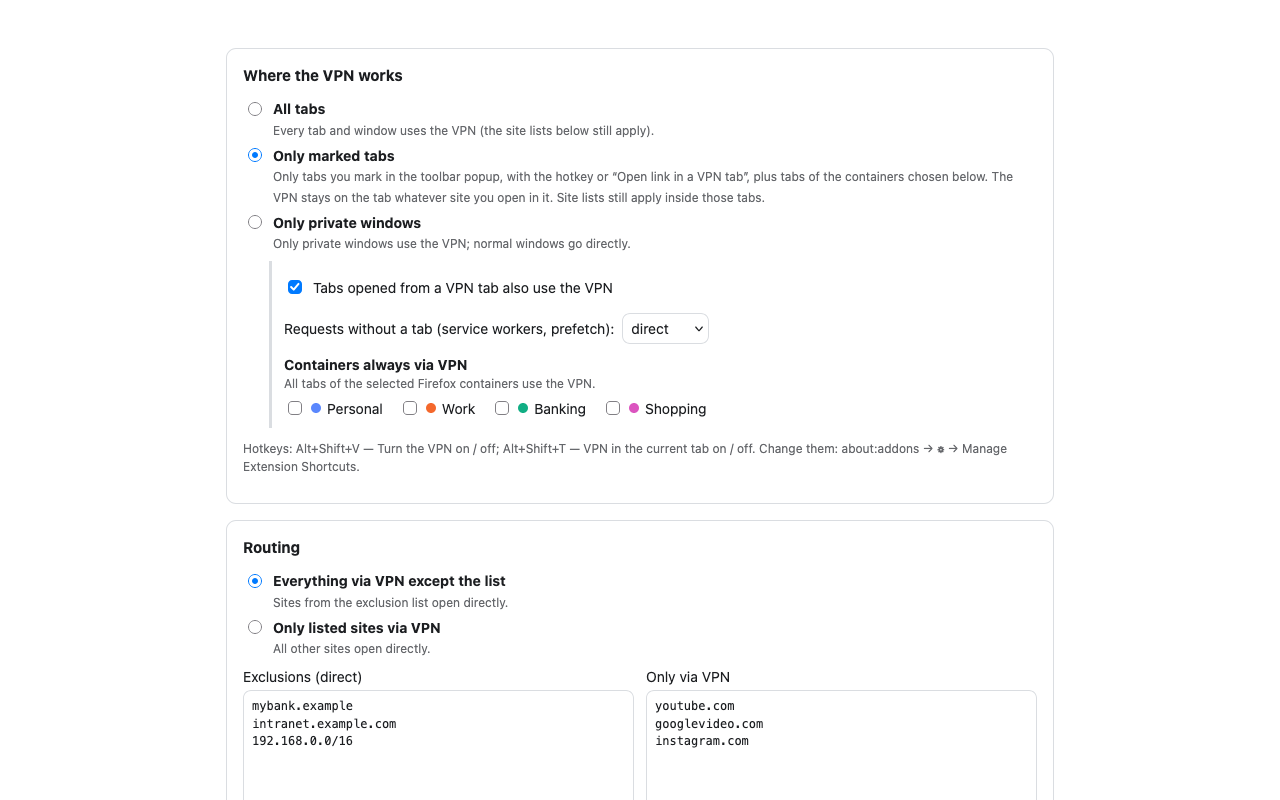 Where the VPN works
All tabs
Every tab and window uses the VPN (the site lists below still apply).
Only marked tabs
Only tabs you mark in the toolbar popup, with the hotkey or “Open link in a VPN tab”, plus tabs of the containers chosen below. The
VPN stays on the tab whatever site you open in it. Site lists still apply inside those tabs.
Only private windows
Only private windows use the VPN; normal windows go directly.
Tabs opened from a VPN tab also use the VPN
Requests without a tab (service workers, prefetch): direct
Containers always via VPN
All tabs of the selected Firefox containers use the VPN.
Personal Work Banking Shopping
Hotkeys: Alt+Shift+V — Turn the VPN on / off; Alt+Shift+T — VPN in the current tab on / off. Change them: about:addons → ⚙ → Manage
Extension Shortcuts.
Routing
Everything via VPN except the list
Sites from the exclusion list open directly.
Only listed sites via VPN
All other sites open directly.
Exclusions (direct)
mybank.example
intranet.example.com
192.168.0.0/16
Only via VPN
youtube.com
googlevideo.com
instagram.com